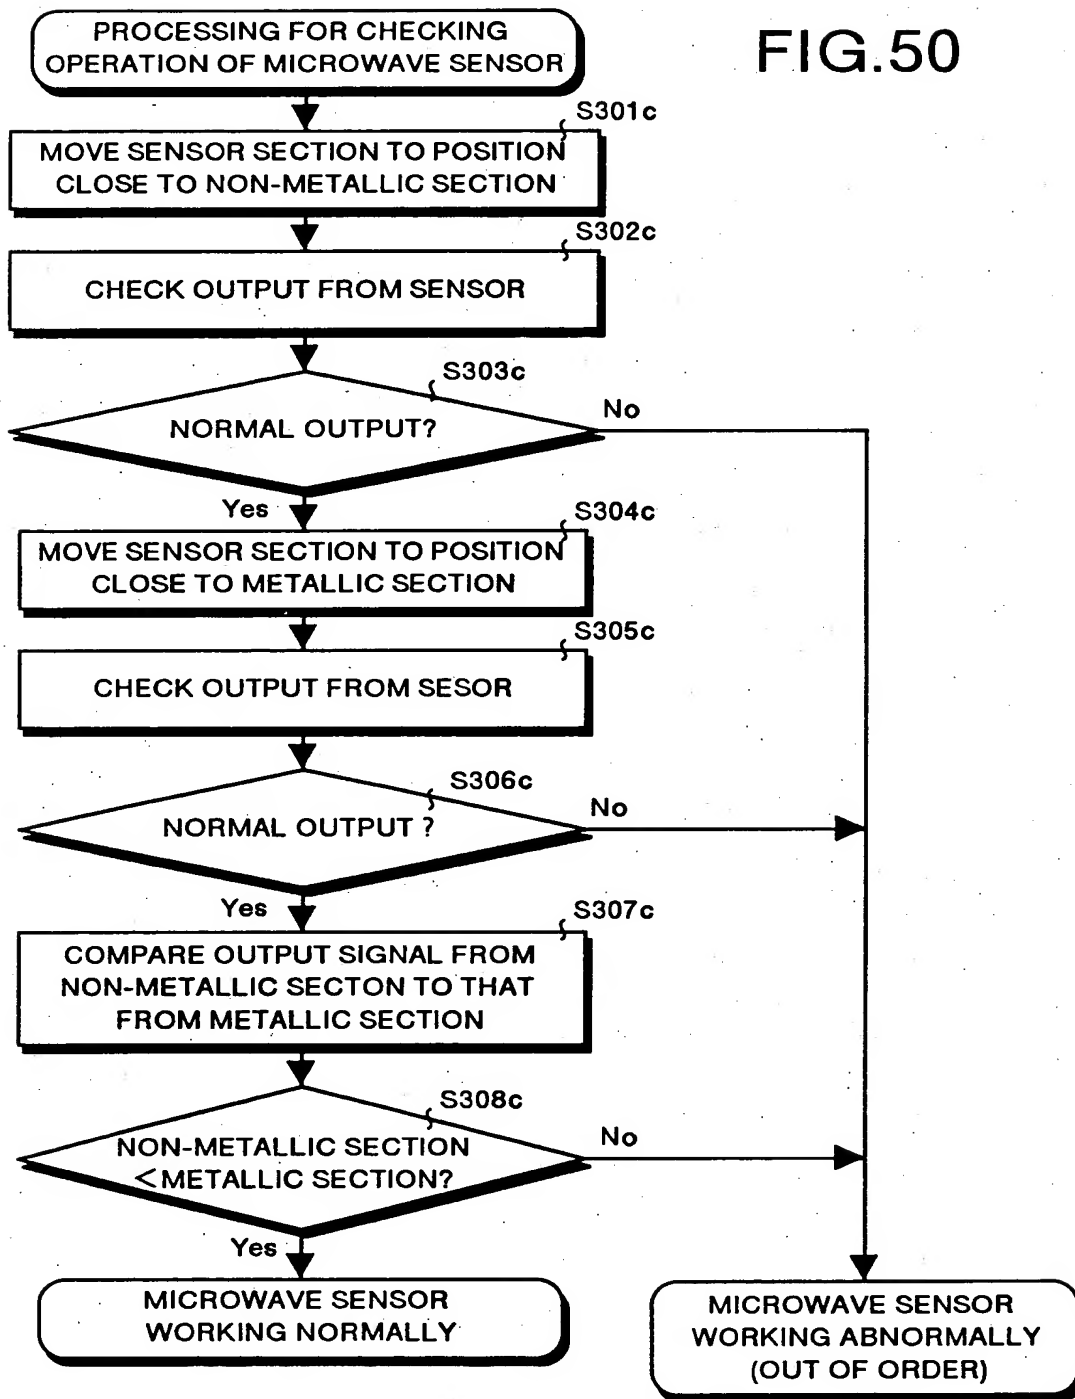 FIG.50
PROCESSING FOR CHECKING
OPERATION OF MICROWAVE SENSOR
S301c
MOVE SENSOR SECTION TO POSITION
CLOSE TO NON-METALLIC SECTION
S302c
CHECK OUTPUT FROM SENSOR
S303c
NORMAL OUTPUT?
No
Yes
S304c
MOVE SENSOR SECTION TO POSITION
CLOSE TO METALLIC SECTION
S305c
CHECK OUTPUT FROM SESOR
S306c
NORMAL OUTPUT ?
No
Yes
S307c
COMPARE OUTPUT SIGNAL FROM
NON-METALLIC SECTON TO THAT
FROM METALLIC SECTION
S308c
NON-METALLIC SECTION
<METALLIC SECTION?
No
Yes
MICROWAVE SENSOR
WORKING NORMALLY
MICROWAVE SENSOR
WORKING ABNORMALLY
(OUT OF ORDER)